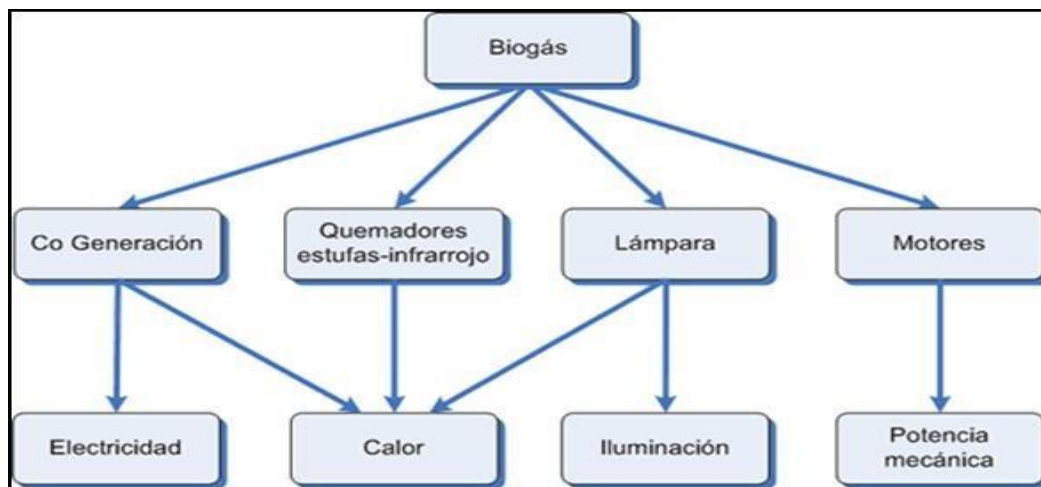 Biogás
Co Generación
Quemadores
estufas-infrarrojo
Lámpara
Motores
Electricidad
Calor
Iluminación
Potencia
mecánica